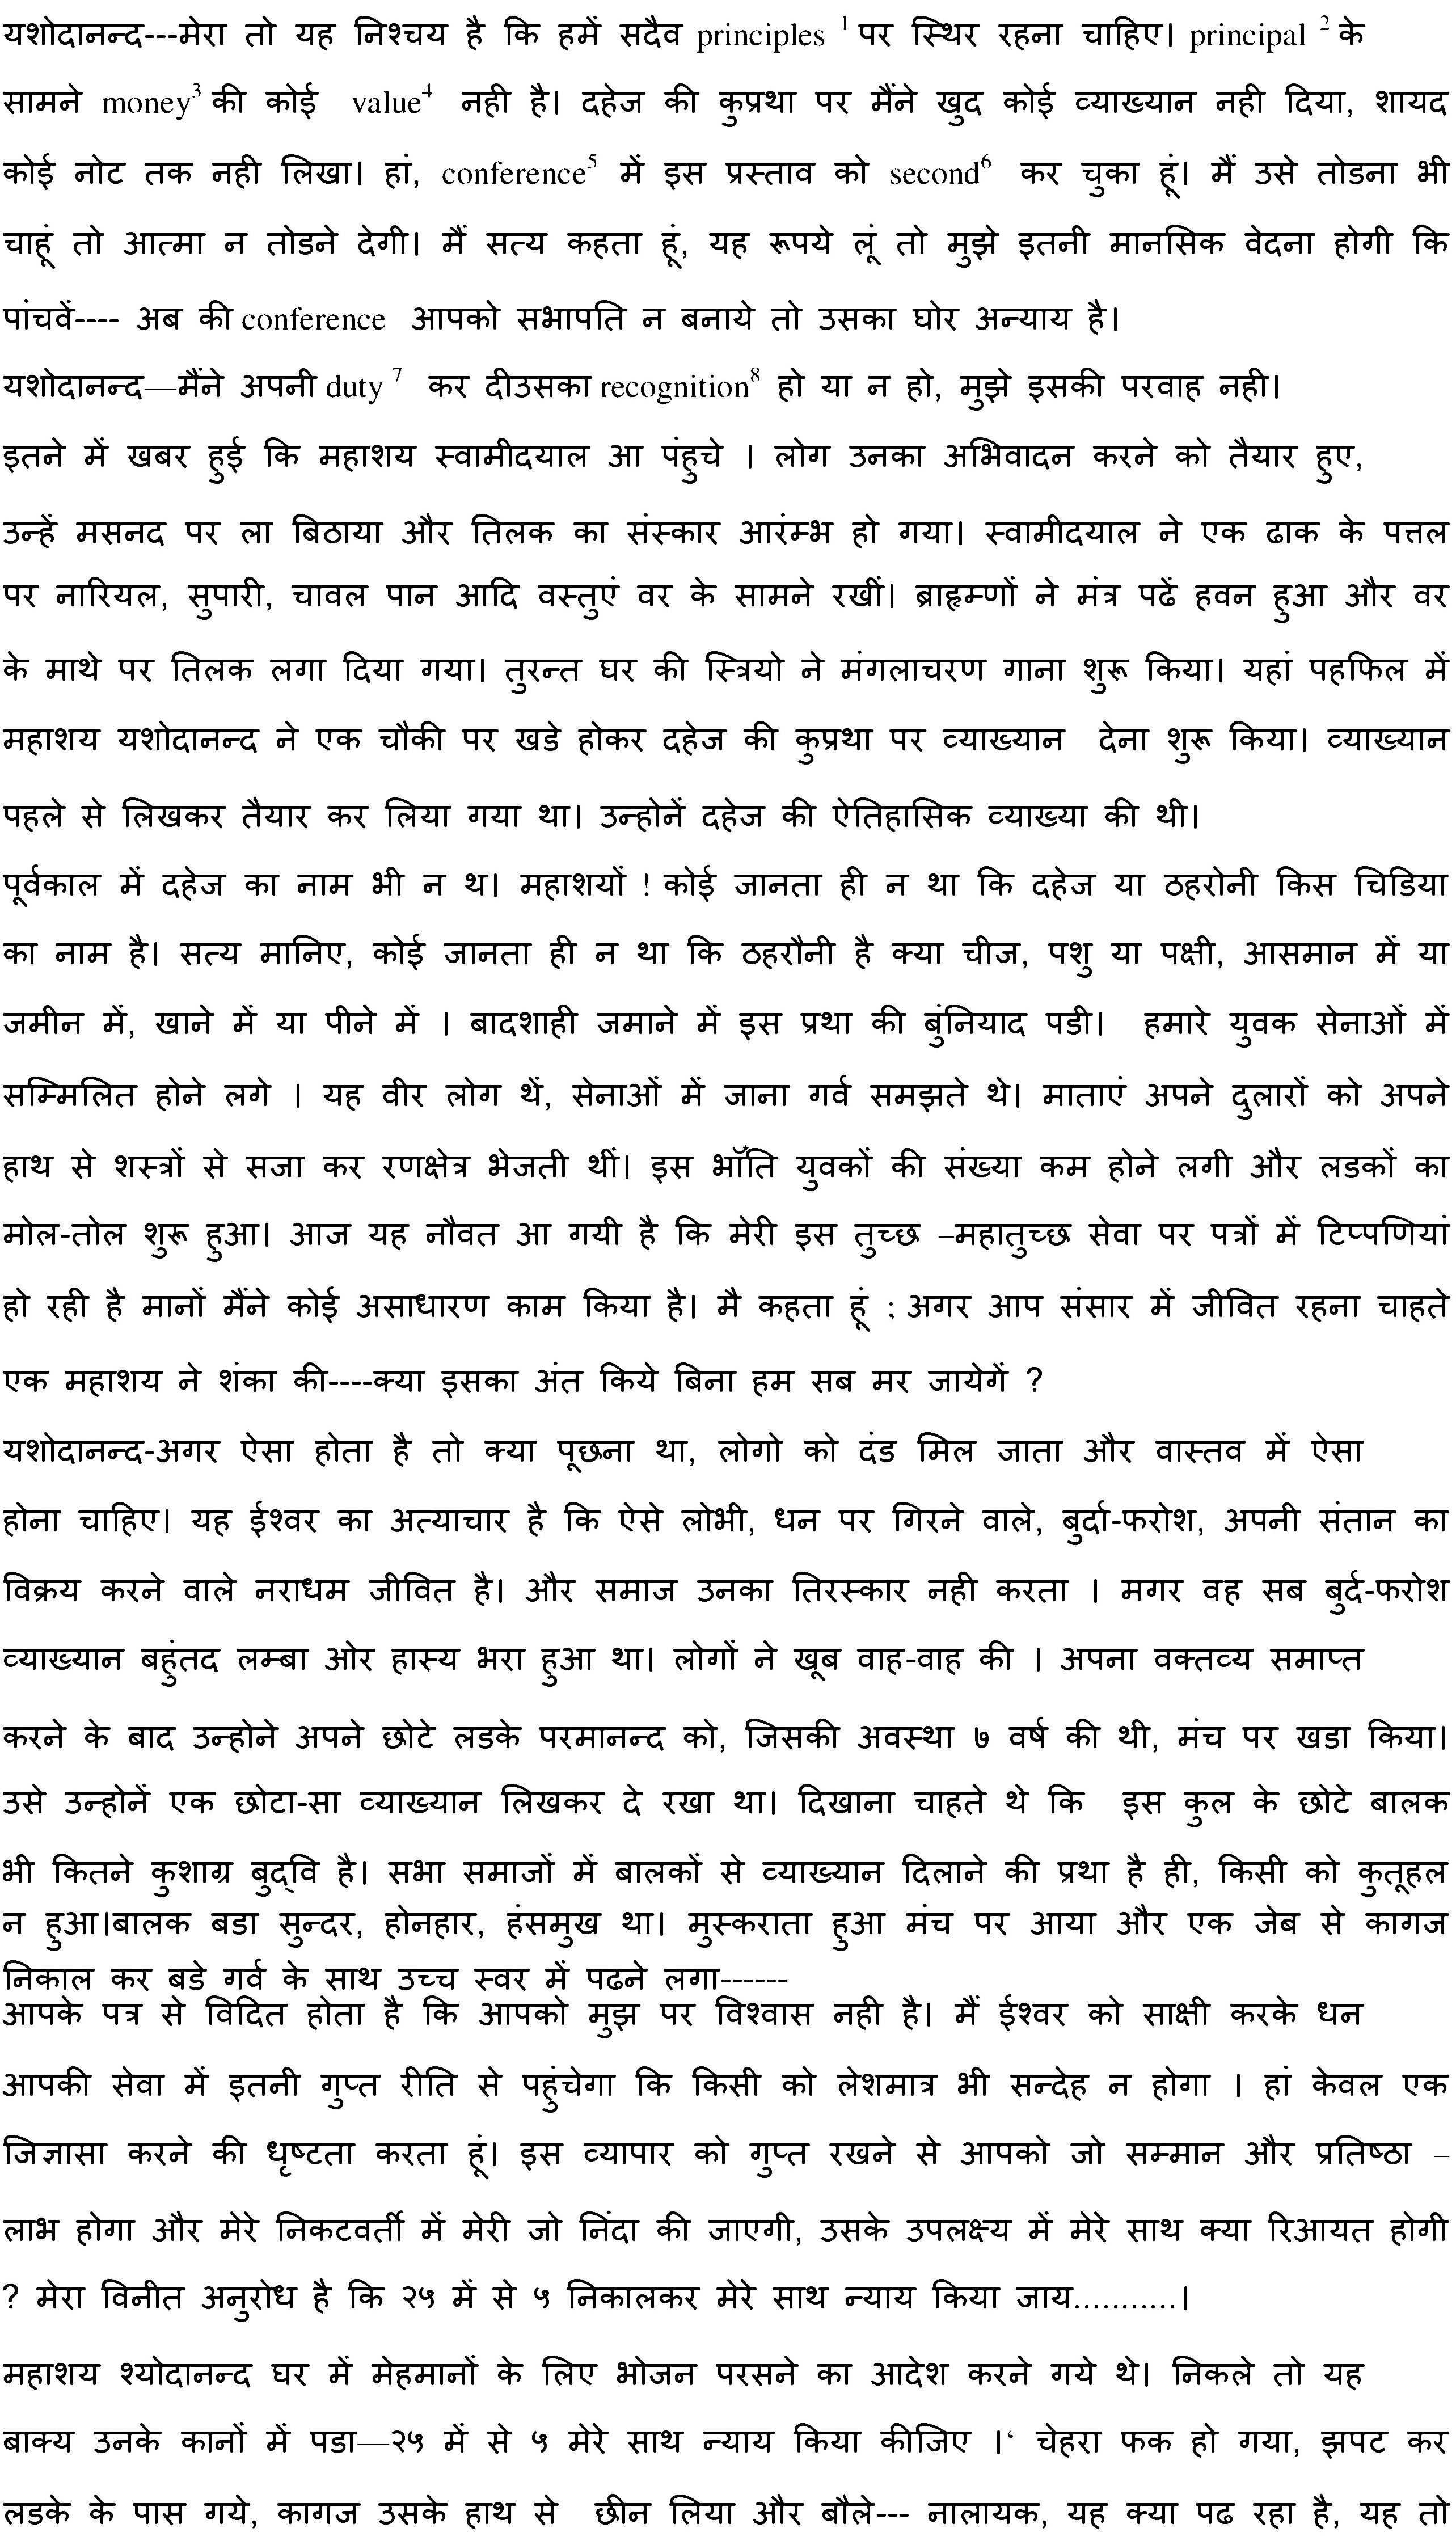 यशोदानन्द---मेरा तो यह निश्चय है कि हमें सदैव principles ¹ पर स्थिर रहना चाहिए। principal ² के
सामने money³ की कोई value⁴ नही है। दहेज की कुप्रथा पर मैंने खुद कोई व्याख्यान नही दिया, शायद
कोई नोट तक नही लिखा। हां, conference⁵ में इस प्रस्ताव को second⁶ कर चुका हूं। मैं उसे तोडना भी
चाहूं तो आत्मा न तोडने देगी। मैं सत्य कहता हूं, यह रूपये लूं तो मुझे इतनी मानसिक वेदना होगी कि
पांचवें---- अब की conference आपको सभापति न बनाये तो उसका घोर अन्याय है।
यशोदानन्द—मैंने अपनी duty ⁷ कर दीउसका recognition⁸ हो या न हो, मुझे इसकी परवाह नही।
इतने में खबर हुई कि महाशय स्वामीदयाल आ पंहुचे । लोग उनका अभिवादन करने को तैयार हुए,
उन्हें मसनद पर ला बिठाया और तिलक का संस्कार आरंम्भ हो गया। स्वामीदयाल ने एक ढाक के पत्तल
पर नारियल, सुपारी, चावल पान आदि वस्तुएं वर के सामने रखीं। ब्राहृम्णों ने मंत्र पढें हवन हुआ और वर
के माथे पर तिलक लगा दिया गया। तुरन्त घर की स्त्रियो ने मंगलाचरण गाना शुरू किया। यहां पहफिल में
महाशय यशोदानन्द ने एक चौकी पर खडे होकर दहेज की कुप्रथा पर व्याख्यान देना शुरू किया। व्याख्यान
पहले से लिखकर तैयार कर लिया गया था। उन्होनें दहेज की ऐतिहासिक व्याख्या की थी।
पूर्वकाल में दहेज का नाम भी न थ। महाशयों ! कोई जानता ही न था कि दहेज या ठहरोनी किस चिडिया
का नाम है। सत्य मानिए, कोई जानता ही न था कि ठहरौनी है क्या चीज, पशु या पक्षी, आसमान में या
जमीन में, खाने में या पीने में । बादशाही जमाने में इस प्रथा की बुंनियाद पडी। हमारे युवक सेनाओं में
सम्मिलित होने लगे । यह वीर लोग थें, सेनाओं में जाना गर्व समझते थे। माताएं अपने दुलारों को अपने
हाथ से शस्त्रों से सजा कर रणक्षेत्र भेजती थीं। इस भॉँति युवकों की संख्या कम होने लगी और लडकों का
मोल-तोल शुरू हुआ। आज यह नौवत आ गयी है कि मेरी इस तुच्छ –महातुच्छ सेवा पर पत्रों में टिप्पणियां
हो रही है मानों मैंने कोई असाधारण काम किया है। मै कहता हूं ; अगर आप संसार में जीवित रहना चाहते
एक महाशय ने शंका की----क्या इसका अंत किये बिना हम सब मर जायेगें ?
यशोदानन्द-अगर ऐसा होता है तो क्या पूछना था, लोगो को दंड मिल जाता और वास्तव में ऐसा
होना चाहिए। यह ईश्वर का अत्याचार है कि ऐसे लोभी, धन पर गिरने वाले, बुर्दा-फरोश, अपनी संतान का
विक्रय करने वाले नराधम जीवित है। और समाज उनका तिरस्कार नही करता । मगर वह सब बुर्द-फरोश
व्याख्यान बहुंतद लम्बा ओर हास्य भरा हुआ था। लोगों ने खूब वाह-वाह की । अपना वक्तव्य समाप्त
करने के बाद उन्होने अपने छोटे लडके परमानन्द को, जिसकी अवस्था ७ वर्ष की थी, मंच पर खडा किया।
उसे उन्होनें एक छोटा-सा व्याख्यान लिखकर दे रखा था। दिखाना चाहते थे कि इस कुल के छोटे बालक
भी कितने कुशाग्र बुद्‌वि है। सभा समाजों में बालकों से व्याख्यान दिलाने की प्रथा है ही, किसी को कुतूहल
न हुआ।बालक बडा सुन्दर, होनहार, हंसमुख था। मुस्कराता हुआ मंच पर आया और एक जेब से कागज
निकाल कर बडे गर्व के साथ उच्च स्वर में पढने लगा------
आपके पत्र से विदित होता है कि आपको मुझ पर विश्वास नही है। मैं ईश्वर को साक्षी करके धन
आपकी सेवा में इतनी गुप्त रीति से पहुंचेगा कि किसी को लेशमात्र भी सन्देह न होगा । हां केवल एक
जिज्ञासा करने की धृष्टता करता हूं। इस व्यापार को गुप्त रखने से आपको जो सम्मान और प्रतिष्ठा –
लाभ होगा और मेरे निकटवर्ती में मेरी जो निंदा की जाएगी, उसके उपलक्ष्य में मेरे साथ क्या रिआयत होगी
? मेरा विनीत अनुरोध है कि २५ में से ५ निकालकर मेरे साथ न्याय किया जाय...........।
महाशय श्योदानन्द घर में मेहमानों के लिए भोजन परसने का आदेश करने गये थे। निकले तो यह
बाक्य उनके कानों में पडा—२५ में से ५ मेरे साथ न्याय किया कीजिए ।‘ चेहरा फक हो गया, झपट कर
लडके के पास गये, कागज उसके हाथ से छीन लिया और बौले--- नालायक, यह क्या पढ रहा है, यह तो